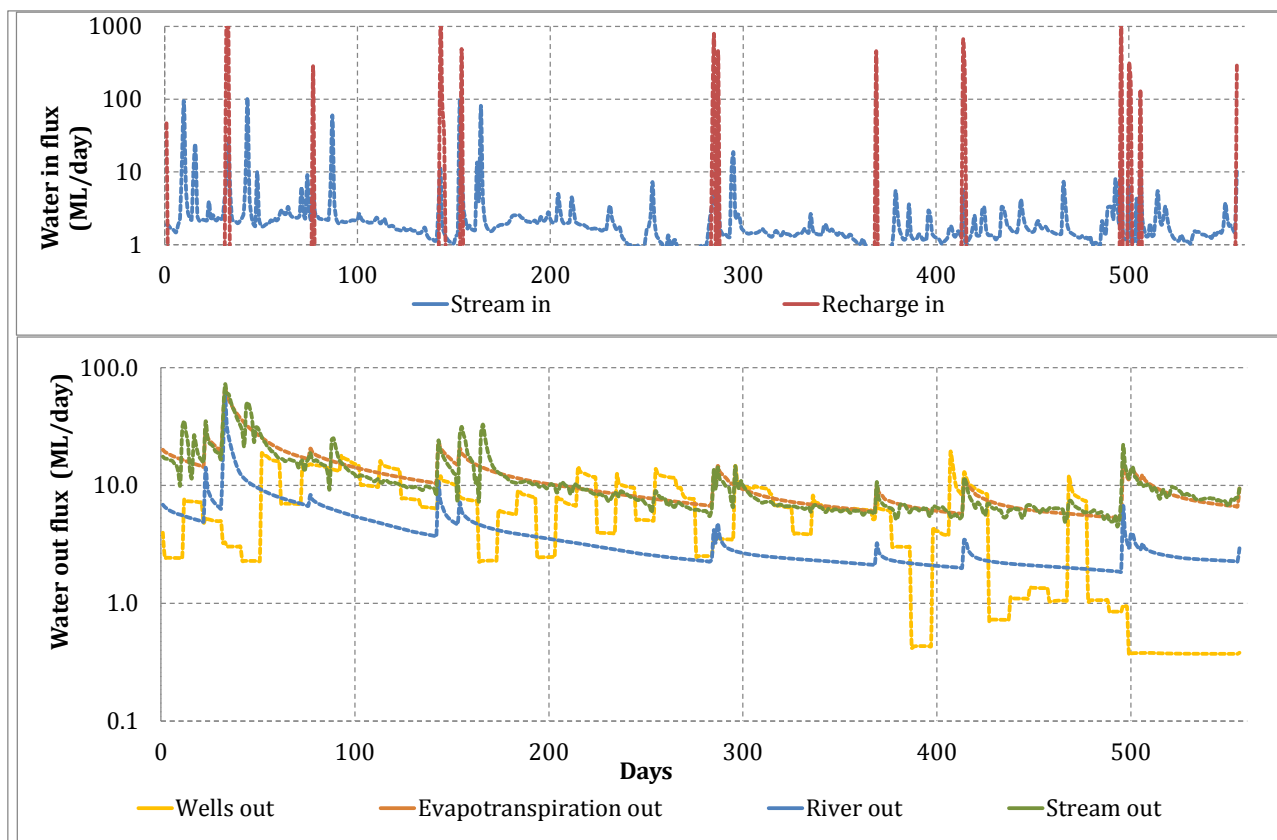 Water in flux
(ML/day)
1000
100
10
1
0 100 200 300 400 500
Stream in Recharge in
Water out flux (ML/day)
100.0
10.0
1.0
0.1
0 100 200 300 400 500
Days
Wells out Evapotranspiration out River out Stream out